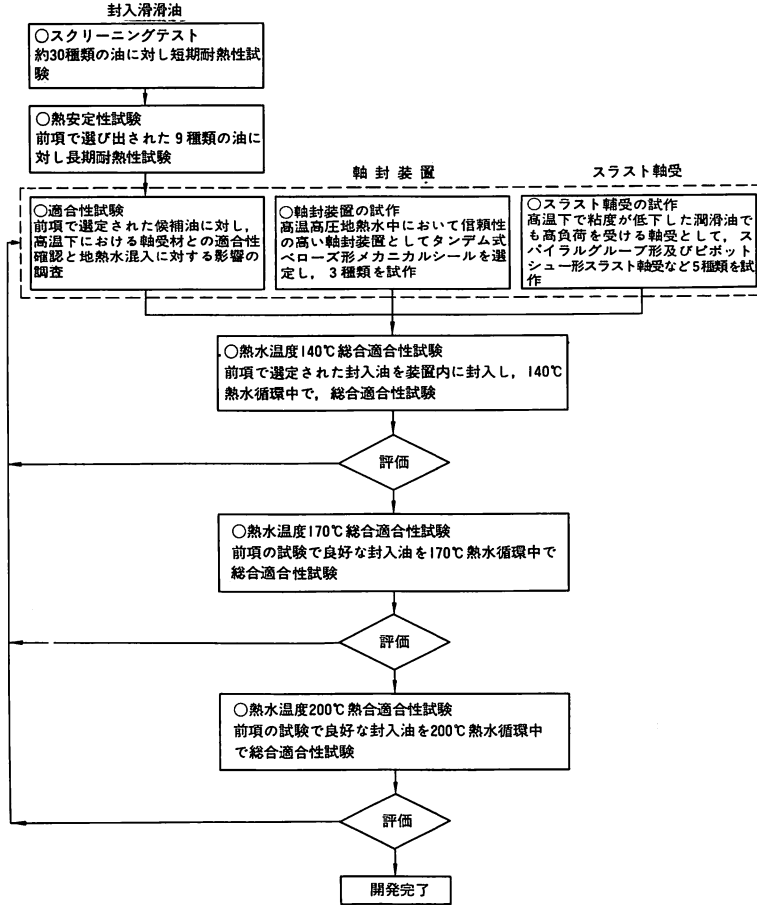 封入滑滑油
○スクリーニングテスト
約30種類の油に対し短期耐熱性試
験
○熱安定性試験
前項で選び出された9種類の油に
対し長期耐熱性試験
軸封装置
スラスト軸受
○適合性試験
前項で選定された候補油に対し，
高温下における軸受材との適合性
確認と地熱水混入に対する影響の
調査
○軸封装置の試作
高温高圧地熱水中において信頼性
の高い軸封装置としてタンデム式
ベローズ形メカニカルシールを選
定し，3種類を試作
○スラスト輔受の試作
高温下で粘度が低下した潤滑油で
も高負荷を受ける軸受として，ス
パイラルグループ形及びピボット
シュー形スラスト軸受など5種類を試
作
○熱水温度140℃総合適合性試験
前項で選定された封入油を装置内に封入し，140℃
熱水循環中で，総合適合性試験
評価
○熱水温度170℃総合適合性試験
前項の試験で良好な封入油を170℃熱水循環中で
総合適合性試験
評価
○熱水温度200℃熱合適合性試験
前項の試験で良好な封入油を200℃熱水循環中
で総合適合性試験
評価
開発完了